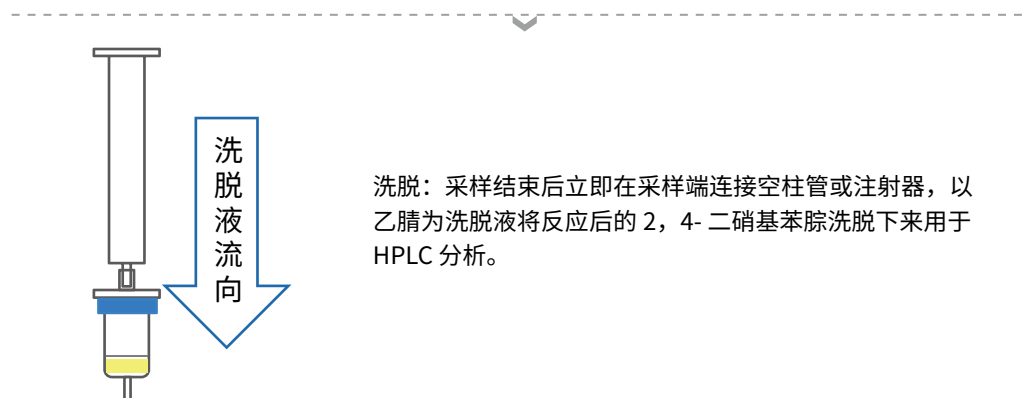 洗
脱
液
流
向
洗脱：采样结束后立即在采样端连接空柱管或注射器，以
乙腈为洗脱液将反应后的 2，4- 二硝基苯腙洗脱下来用于
HPLC 分析。